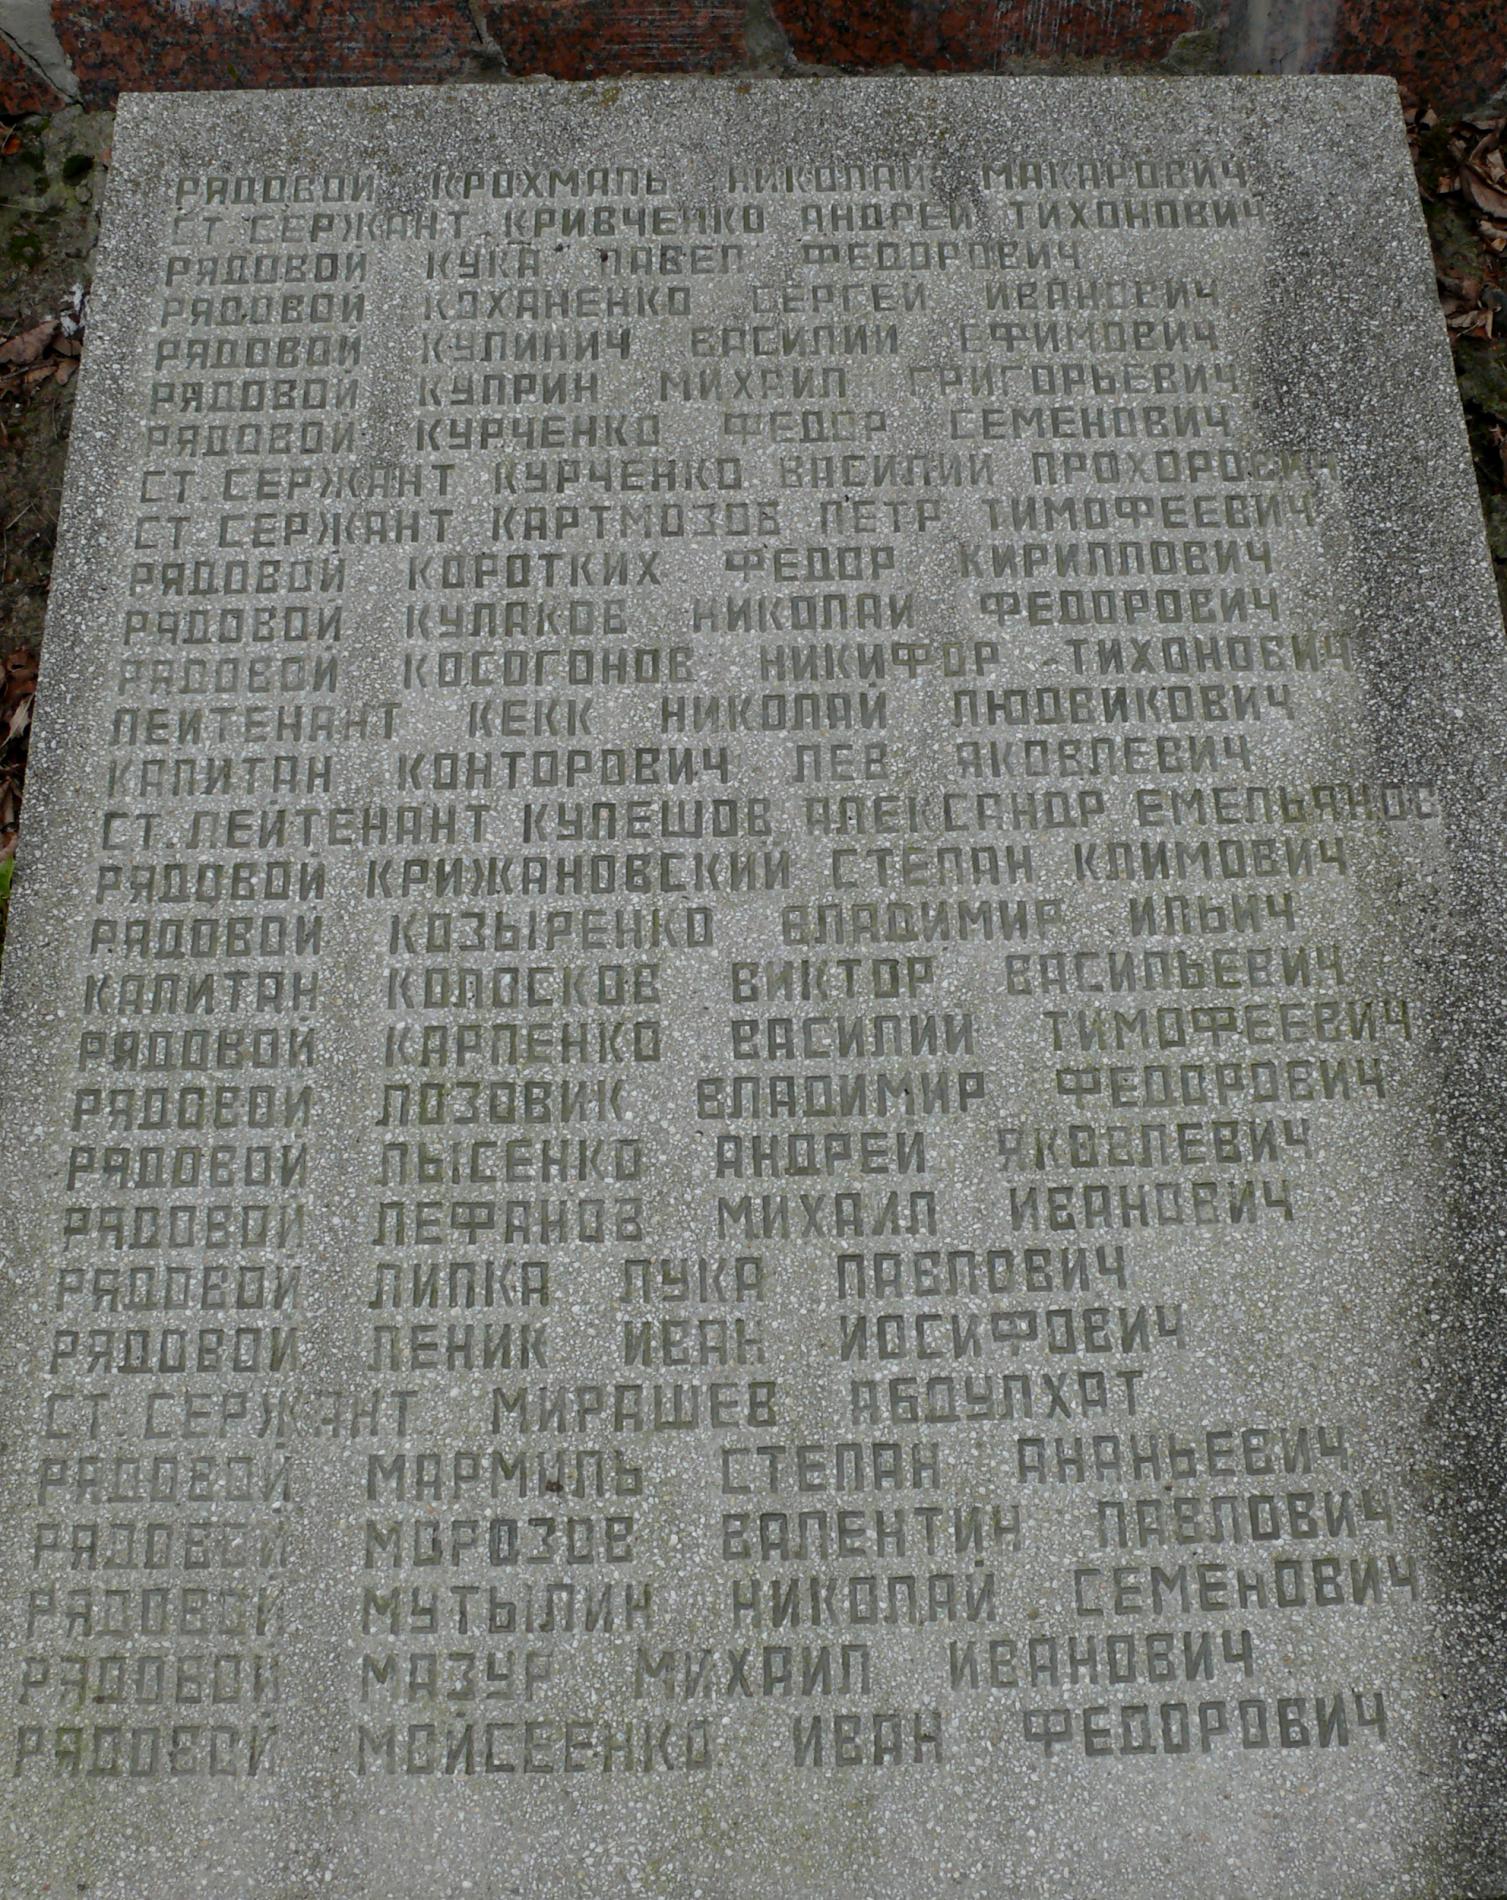 РЯДОВОЙ КРОХМАЛЬ НИКОЛАЙ МАКАРОВИЧ
СТ. СЕРЖАНТ КРИВЧЕНКО АНДРЕЙ ТИХОНОВИЧ
РЯДОВОЙ КУКА ПАВЕЛ ФЕДОРОВИЧ
РЯДОВОЙ КОХАНЕНКО СЕРГЕЙ ИВАНОВИЧ
РЯДОВОЙ КУЛИНИЧ ВАСИЛИЙ ЕФИМОВИЧ
РЯДОВОЙ КУПРИН МИХАИЛ ГРИГОРЬЕВИЧ
РЯДОВОЙ КУРЧЕНКО ФЕДОР СЕМЕНОВИЧ
СТ. СЕРЖАНТ КУРЧЕНКО ВАСИЛИЙ ПРОХОРОВИЧ
СТ. СЕРЖАНТ КАРТМОЗОВ ПЕТР ТИМОФЕЕВИЧ
РЯДОВОЙ КОРОТКИХ ФЕДОР КИРИЛЛОВИЧ
РЯДОВОЙ КУЛАКОВ НИКОЛАЙ ФЕДОРОВИЧ
РЯДОВОЙ КОСОГОНОВ НИКИФОР ТИХОНОВИЧ
ЛЕЙТЕНАНТ КЕКК НИКОЛАЙ ЛЮДВИКОВИЧ
КАПИТАН КОНТОРОВИЧ ЛЕВ ЯКОВЛЕВИЧ
СТ. ЛЕЙТЕНАНТ КУЛЕШОВ АЛЕКСАНДР ЕМЕЛЬЯНОВ
РЯДОВОЙ КРИЖАНОВСКИЙ СТЕПАН КЛИМОВИЧ
РЯДОВОЙ КОЗЫРЕНКО ВЛАДИМИР ИЛЬИЧ
КАПИТАН КОЛОСКОВ ВИКТОР ВАСИЛЬЕВИЧ
РЯДОВОЙ КАРПЕНКО ВАСИЛИЙ ТИМОФЕЕВИЧ
РЯДОВОЙ ЛОЗОВИК ВЛАДИМИР ФЕДОРОВИЧ
РЯДОВОЙ ЛЫСЕНКО АНДРЕЙ ЯКОВЛЕВИЧ
РЯДОВОЙ ЛЕФАНОВ МИХАИЛ ИВАНОВИЧ
РЯДОВОЙ ЛИПКА ЛУКА ПАВЛОВИЧ
РЯДОВОЙ ЛЕНИК ИВАН ИОСИФОВИЧ
СТ. СЕРЖАНТ МИРАШЕВ АБДУЛХАТ
РЯДОВОЙ МАРМИЛЬ СТЕПАН АНАНЬЕВИЧ
РЯДОВОЙ МОРОЗОВ ВАЛЕНТИН ПАВЛОВИЧ
РЯДОВОЙ МУТЫЛИН НИКОЛАЙ СЕМЕНОВИЧ
РЯДОВОЙ МАЗУР МИХАИЛ ИВАНОВИЧ
РЯДОВОЙ МОЙСЕЕНКО ИВАН ФЕДОРОВИЧ